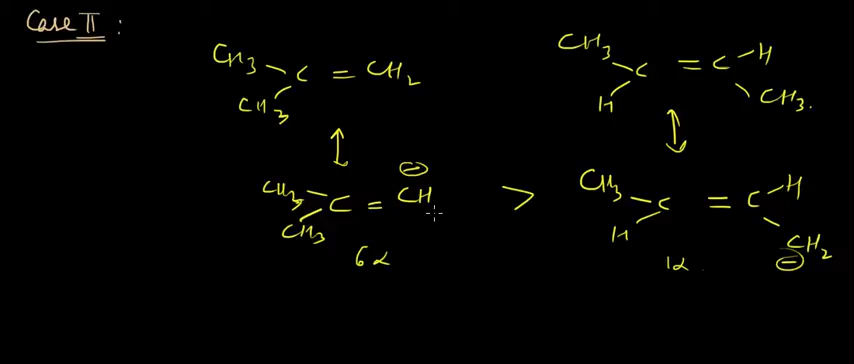 Case II :
CH3 C = CH2 CH3 C = C H
CH3 H CH3.
⊖
CH3 C = CH > CH3 C = C H
CH3 H CH2
6α 1α ⊖